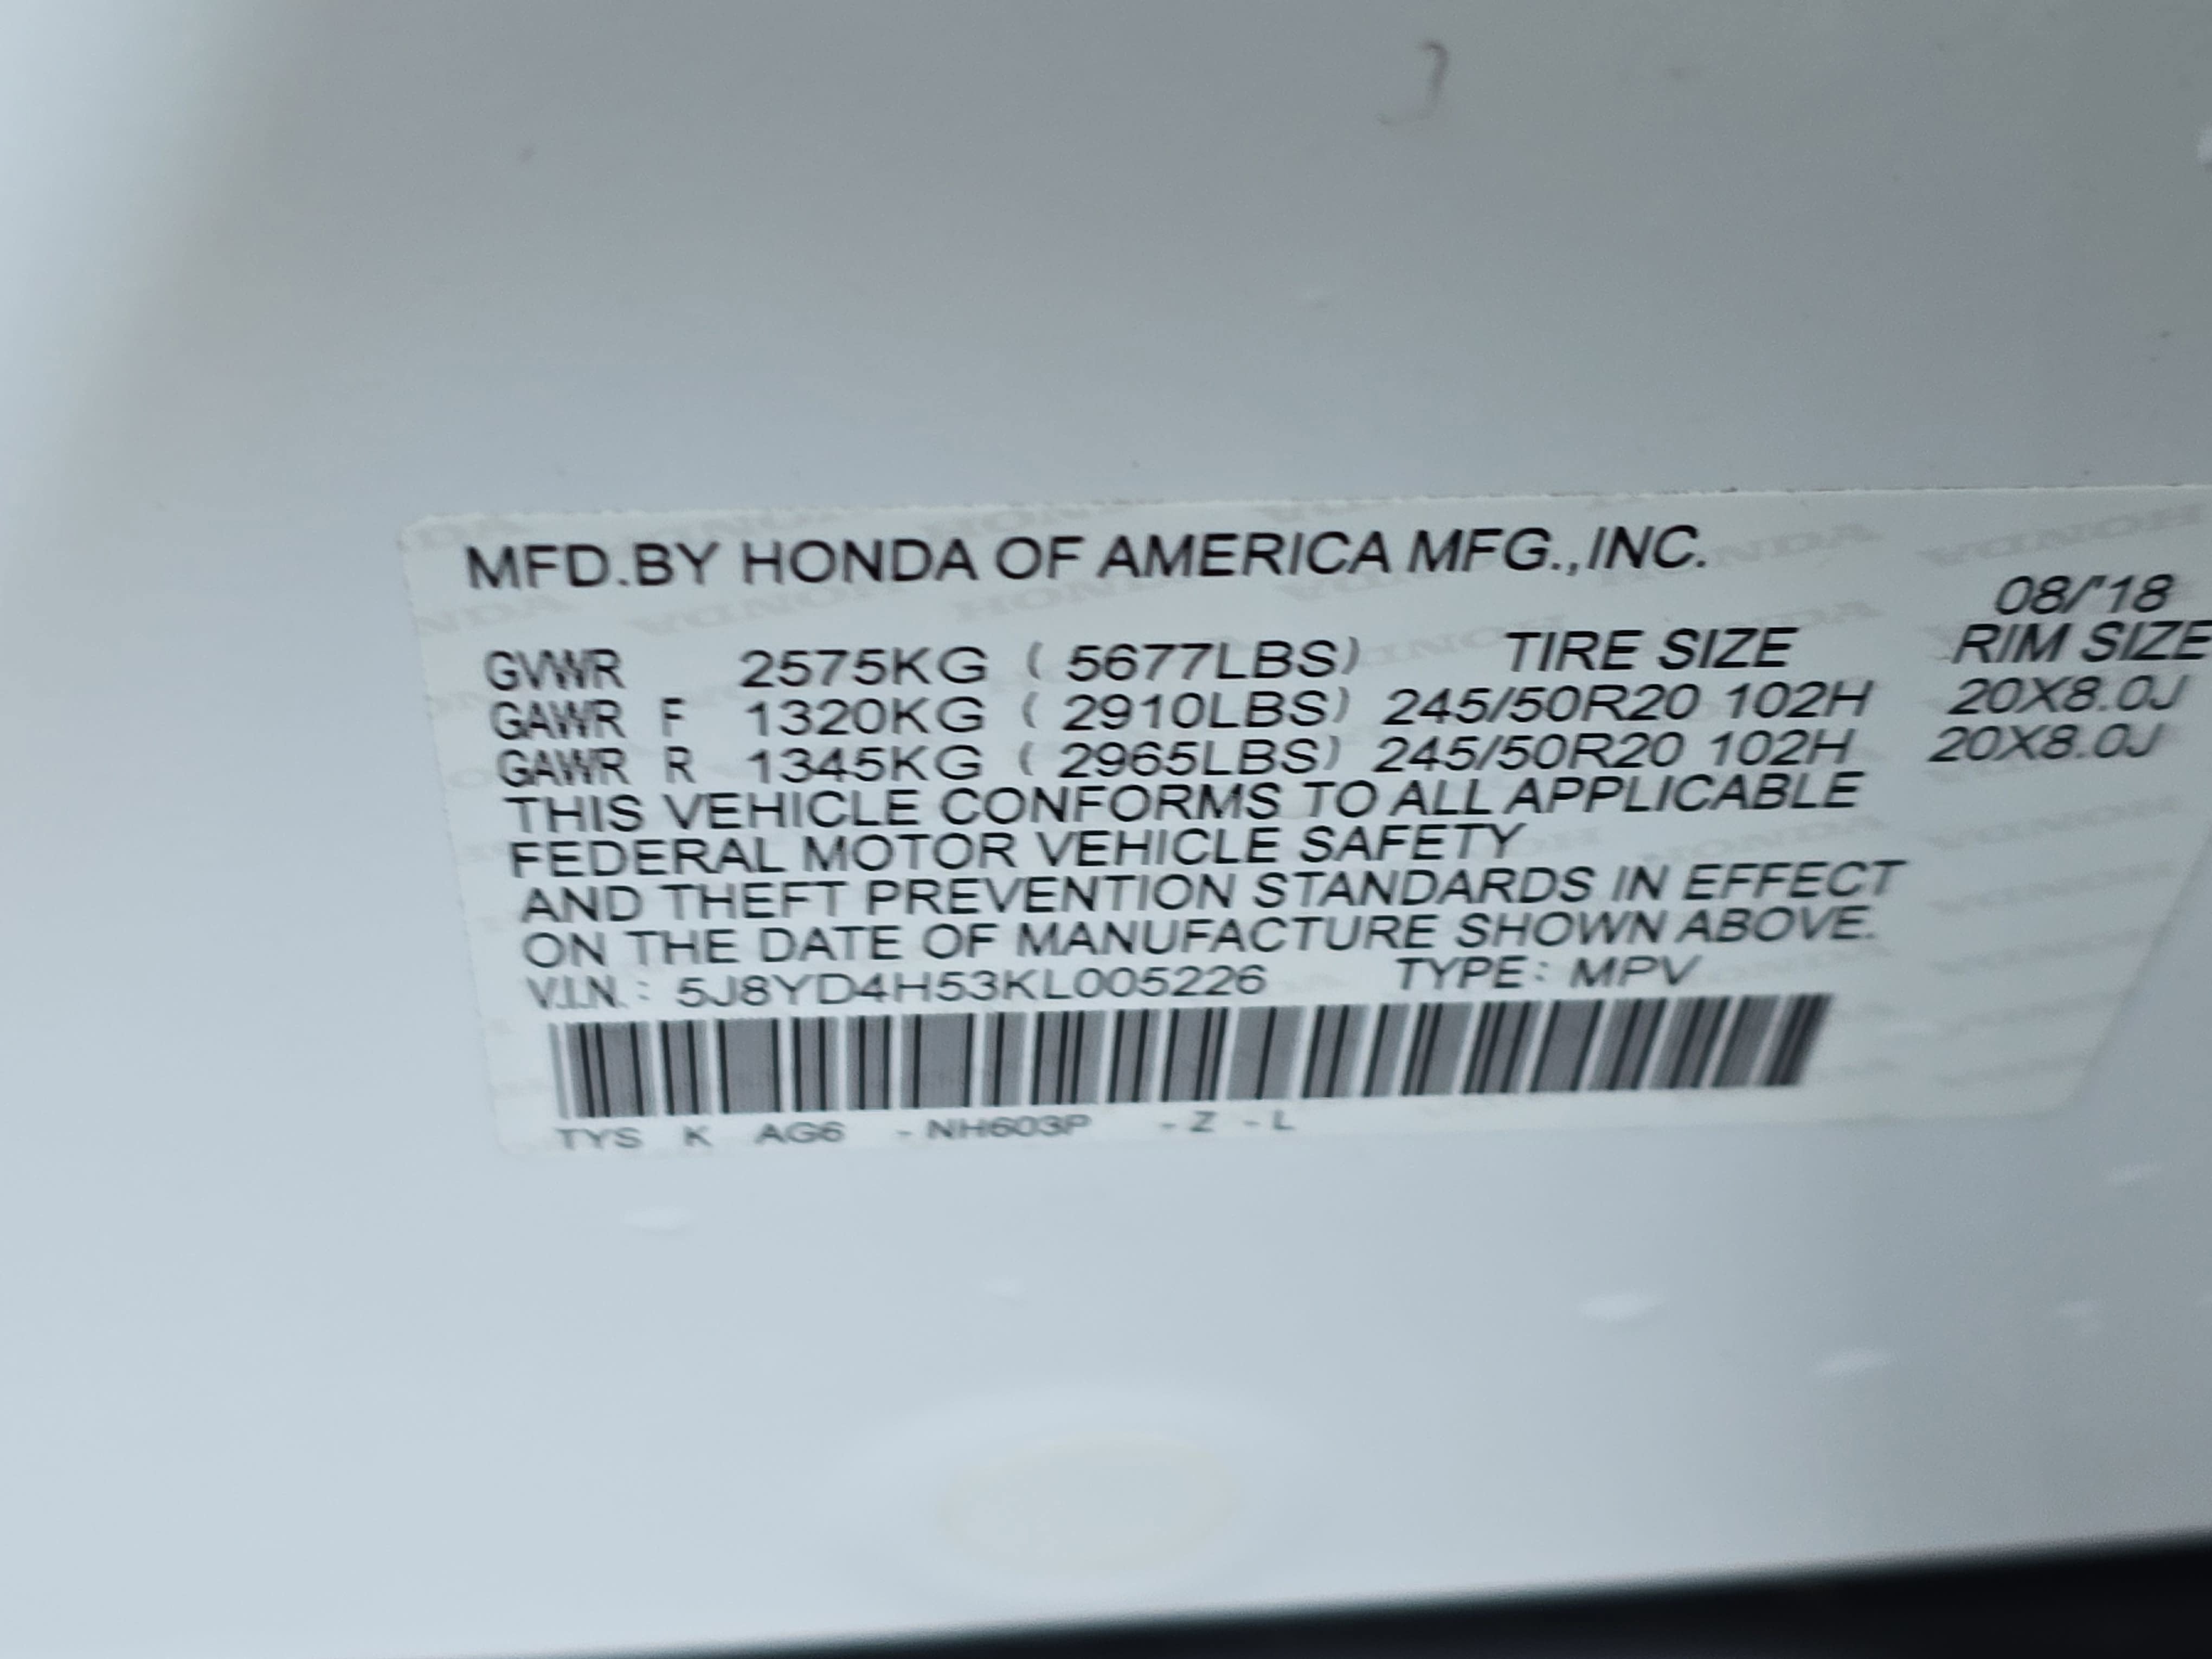 MFD.BY HONDA OF AMERICA MFG.,INC.
08/'18
GVWR 2575KG ( 5677LBS) TIRE SIZE RIM SIZE
GAWR F 1320KG ( 2910LBS) 245/50R20 102H 20X8.0J
GAWR R 1345KG ( 2965LBS) 245/50R20 102H 20X8.0J
THIS VEHICLE CONFORMS TO ALL APPLICABLE
FEDERAL MOTOR VEHICLE SAFETY
AND THEFT PREVENTION STANDARDS IN EFFECT
ON THE DATE OF MANUFACTURE SHOWN ABOVE.
V.I.N. : 5J8YD4H53KL005226 TYPE: MPV
TYS K AG6 - NH603P - Z - L